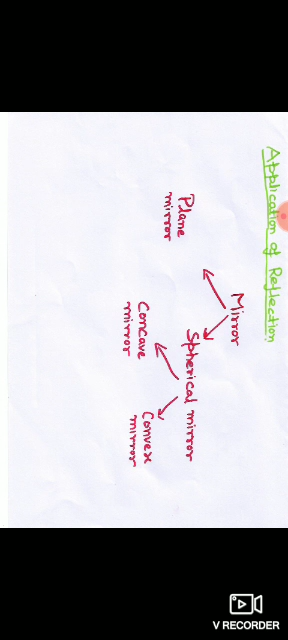 Application of Reflection
Mirror
Plane
mirror
Spherical mirror
Concave
mirror
Convex
mirror
V RECORDER